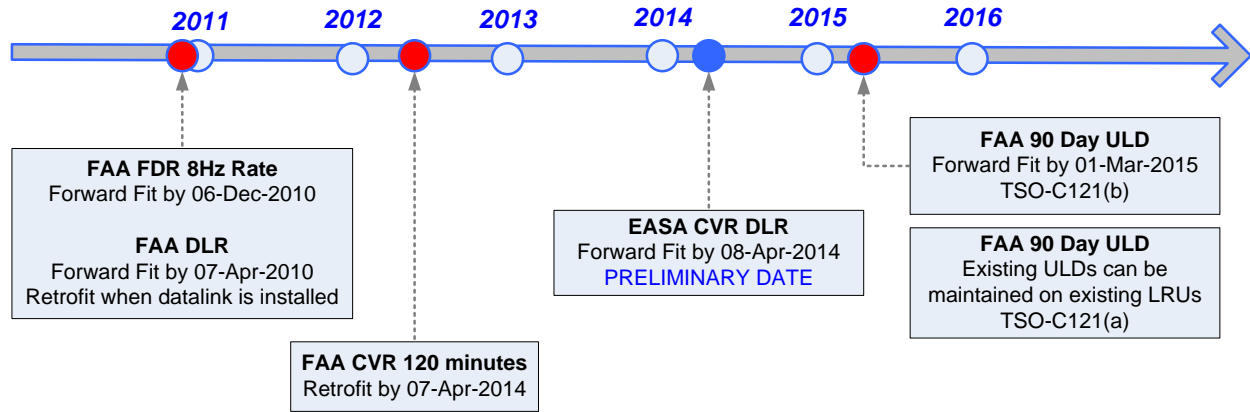 2011
2012
2013
2014
2015
2016
FAA FDR 8Hz Rate
Forward Fit by 06-Dec-2010
FAA DLR
Forward Fit by 07-Apr-2010
Retrofit when datalink is installed
FAA CVR 120 minutes
Retrofit by 07-Apr-2014
EASA CVR DLR
Forward Fit by 08-Apr-2014
PRELIMINARY DATE
FAA 90 Day ULD
Forward Fit by 01-Mar-2015
TSO-C121(b)
FAA 90 Day ULD
Existing ULDs can be
maintained on existing LRUs
TSO-C121(a)